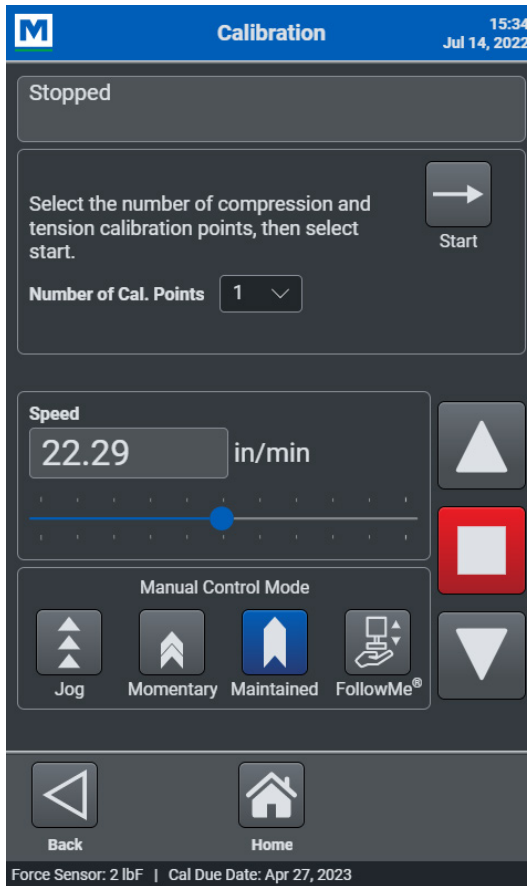 M
Calibration
15:34
Jul 14, 2022
Stopped
Select the number of compression and
tension calibration points, then select
start.
Start
Number of Cal. Points 1
Speed
22.29 in/min
Manual Control Mode
Jog Momentary Maintained FollowMe®
Back Home
Force Sensor: 2 lbF | Cal Due Date: Apr 27, 2023